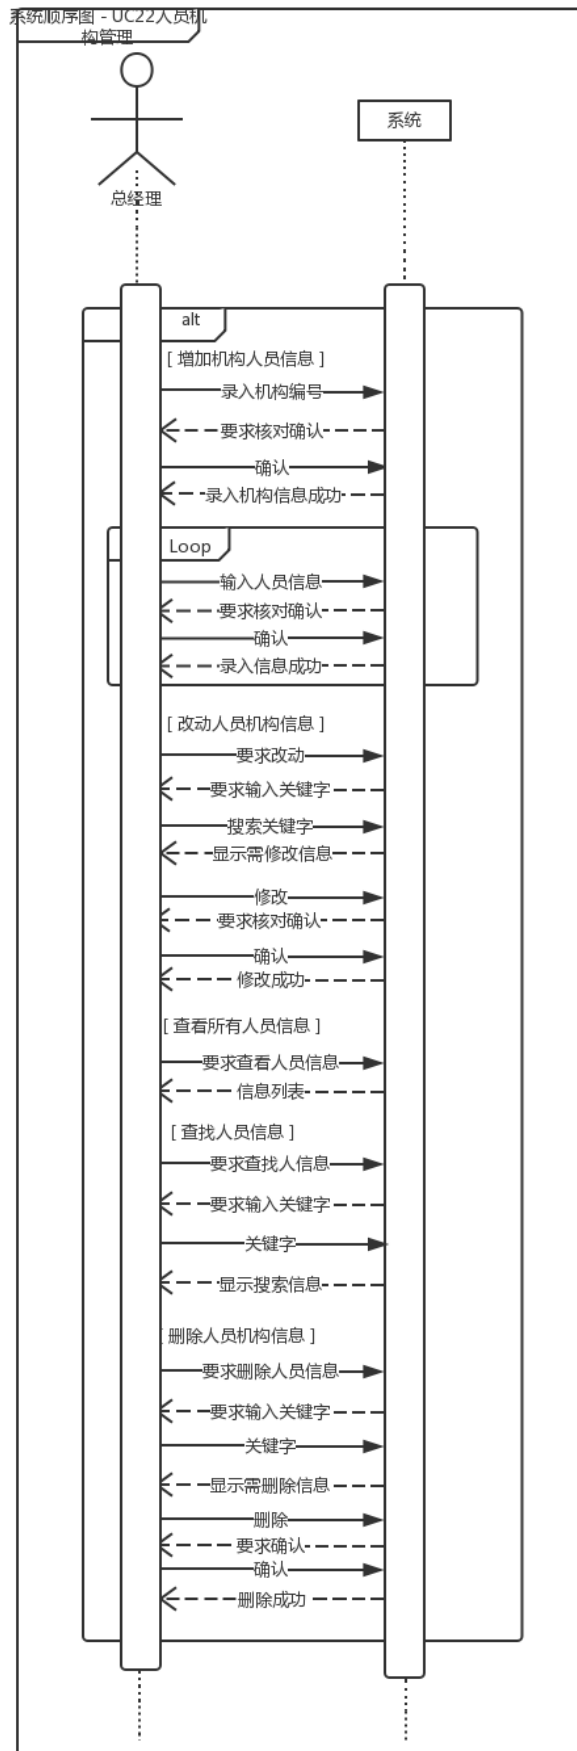 系统顺序图 - UC22人员机
构管理
系统
总经理
alt
[ 增加机构人员信息 ]
录入机构编号
要求核对确认
确认
录入机构信息成功
Loop
输入人员信息
要求核对确认
确认
录入信息成功
[ 改动人员机构信息 ]
要求改动
要求输入关键字
搜索关键字
显示需修改信息
修改
要求核对确认
确认
修改成功
[ 查看所有人员信息 ]
要求查看人员信息
信息列表
[ 查找人员信息 ]
要求查找人信息
要求输入关键字
关键字
显示搜索信息
[ 删除人员机构信息 ]
要求删除人员信息
要求输入关键字
关键字
显示需删除信息
删除
要求确认
确认
删除成功